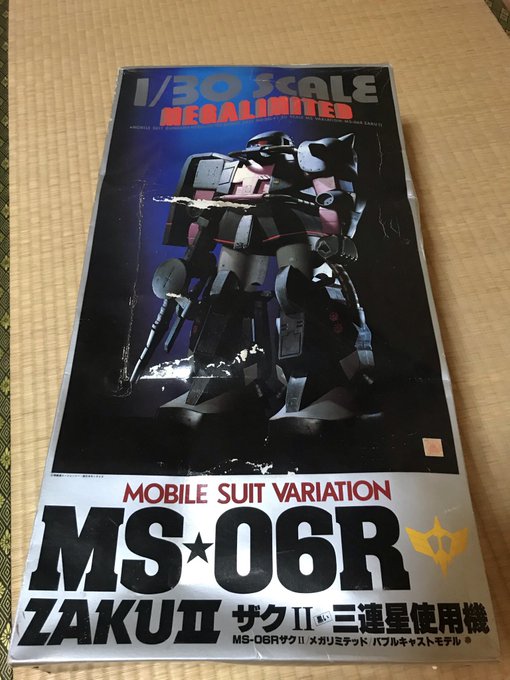 1/30 SCALE
MEGALIMITED
MOBILE SUIT VARIATION
MS★06R
ZAKUⅡ ザクⅡ 黒い 三連星使用機
MS-06RザクⅡ/メガリミテッド/バブルキャストモデル